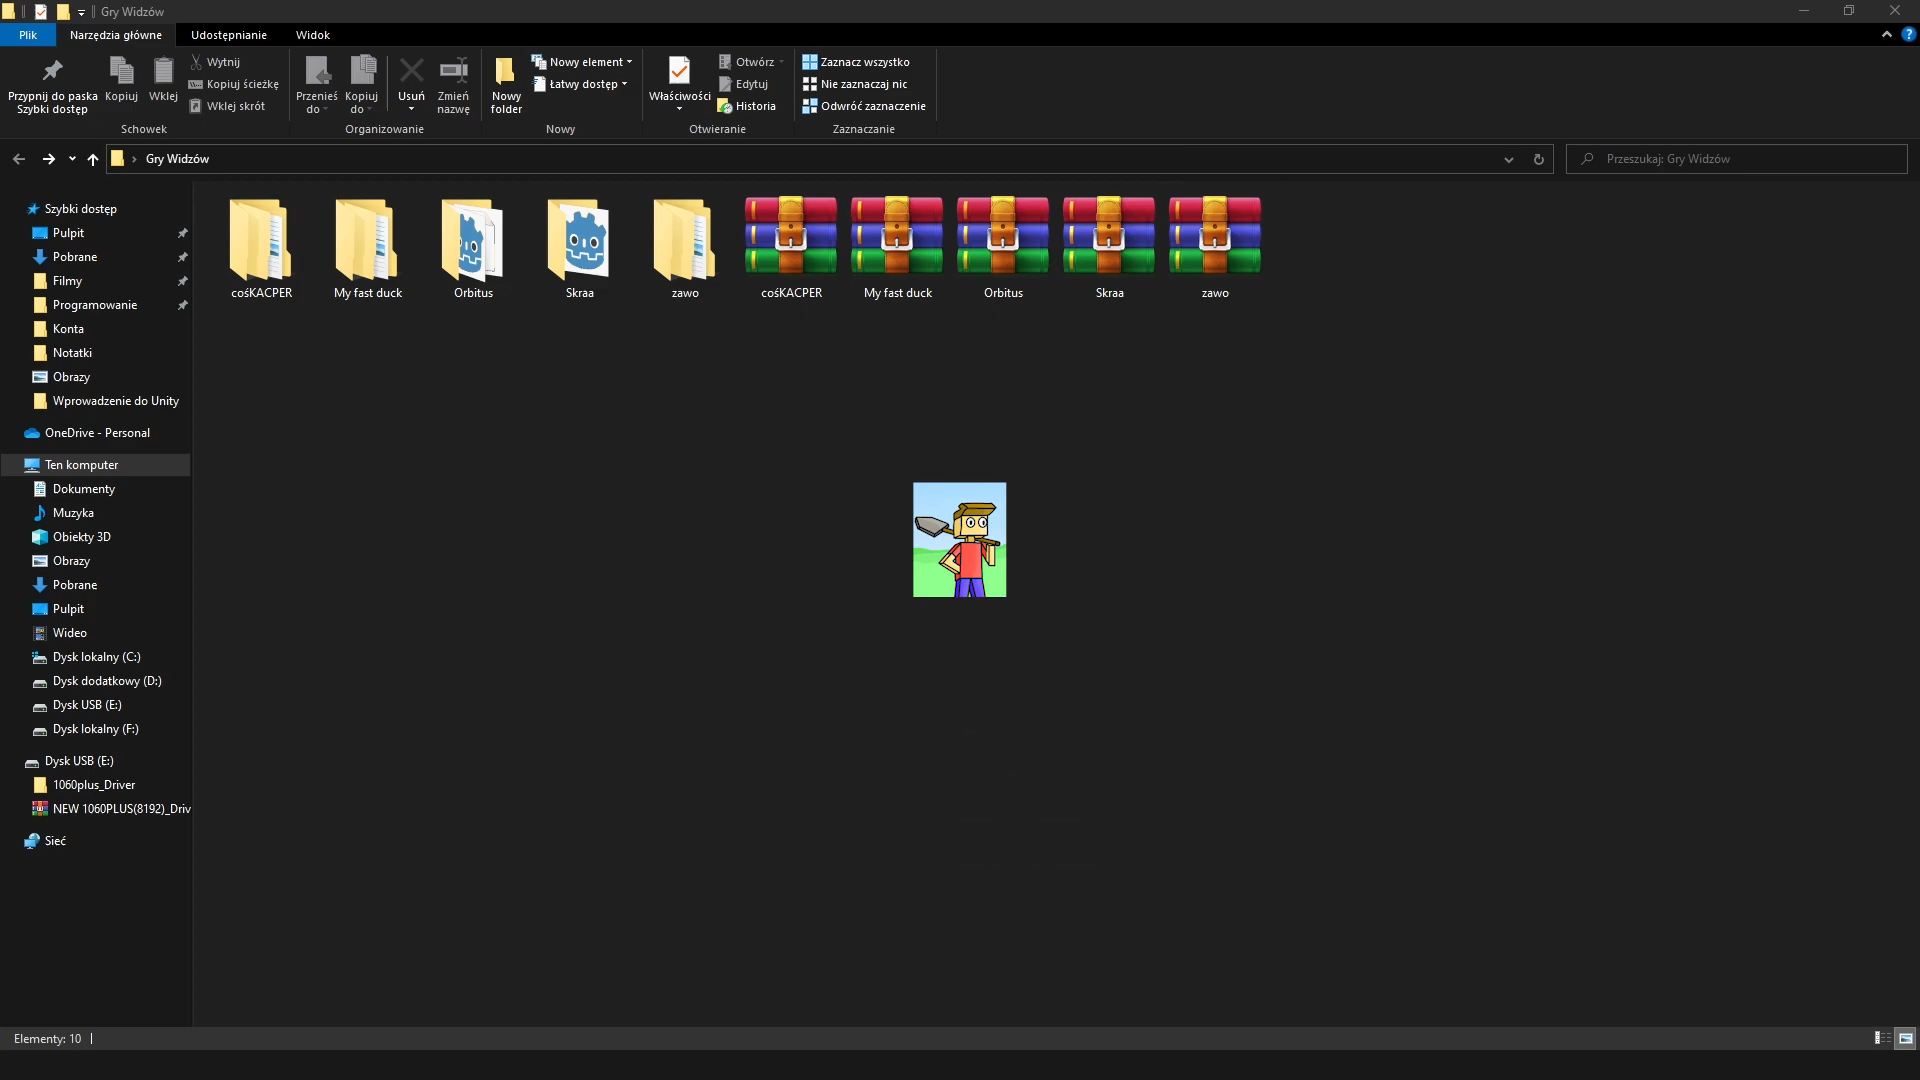 Gry Widzów
Plik
Narzędzia główne
Udostępnianie
Widok
Przypnij do paska
Szybki dostęp
Kopiuj
Wklej
Wytnij
Kopiuj ścieżkę
Wklej skrót
Schowek
Przenieś
do
Kopiuj
do
Usuń
Zmień
nazwę
Organizowanie
Nowy
folder
Nowy element
Łatwy dostęp
Nowy
Właściwości
Otwórz
Edytuj
Historia
Otwieranie
Zaznacz wszystko
Nie zaznaczaj nic
Odwróć zaznaczenie
Zaznaczanie
Gry Widzów
Przeszukaj: Gry Widzów
Szybki dostęp
Pulpit
Pobrane
Filmy
Programowanie
Konta
Notatki
Obrazy
Wprowadzenie do Unity
OneDrive - Personal
Ten komputer
Dokumenty
Muzyka
Obiekty 3D
Obrazy
Pobrane
Pulpit
Wideo
Dysk lokalny (C:)
Dysk dodatkowy (D:)
Dysk USB (E:)
Dysk lokalny (F:)
Dysk USB (E:)
1060plus_Driver
NEW 1060PLUS(8192)_Driv
Sieć
cośKACPER
My fast duck
Orbitus
Skraa
zawo
cośKACPER
My fast duck
Orbitus
Skraa
zawo
Elementy: 10